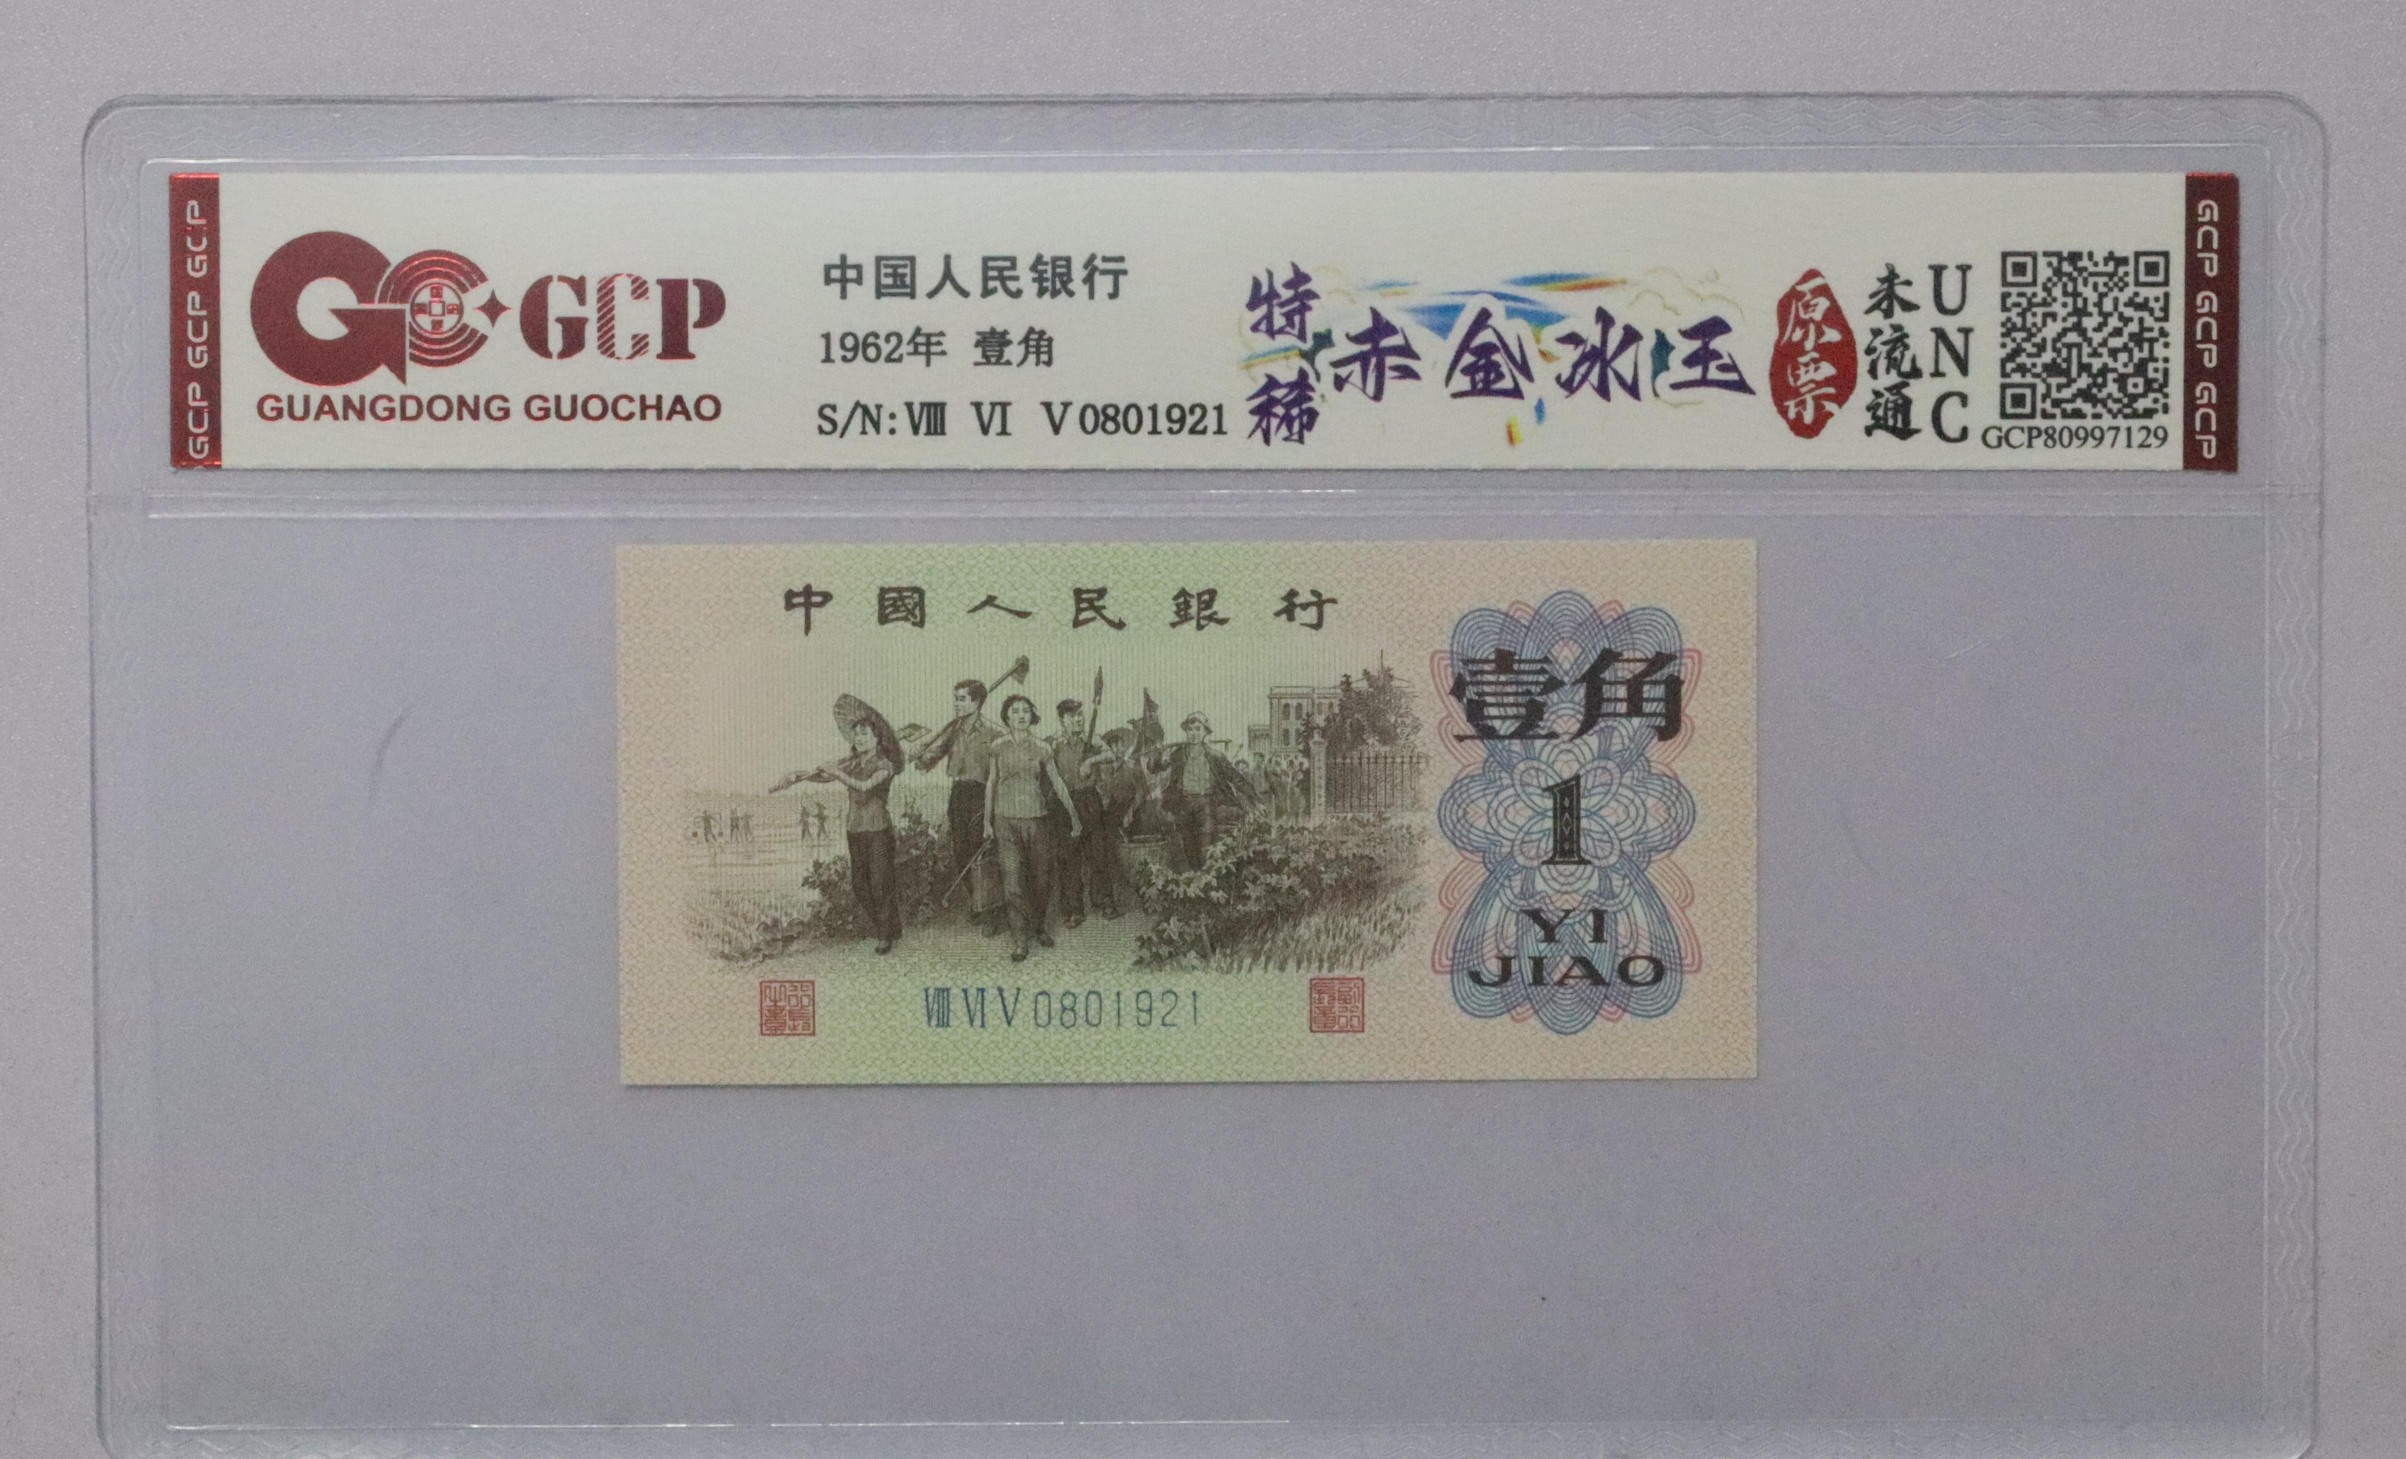 GCP GCP GCP
GCP
GUANGDONG GUOCHAO
中国人民银行
1962年 壹角
S/N: Ⅷ Ⅵ Ⅴ 0801921
特稀
赤金冰玉
原票
未流通
UNC
GCP80997129
GCP GCP GCP
中國人民銀行
壹角
1
YI
JIAO
Ⅷ Ⅵ Ⅴ 0801921